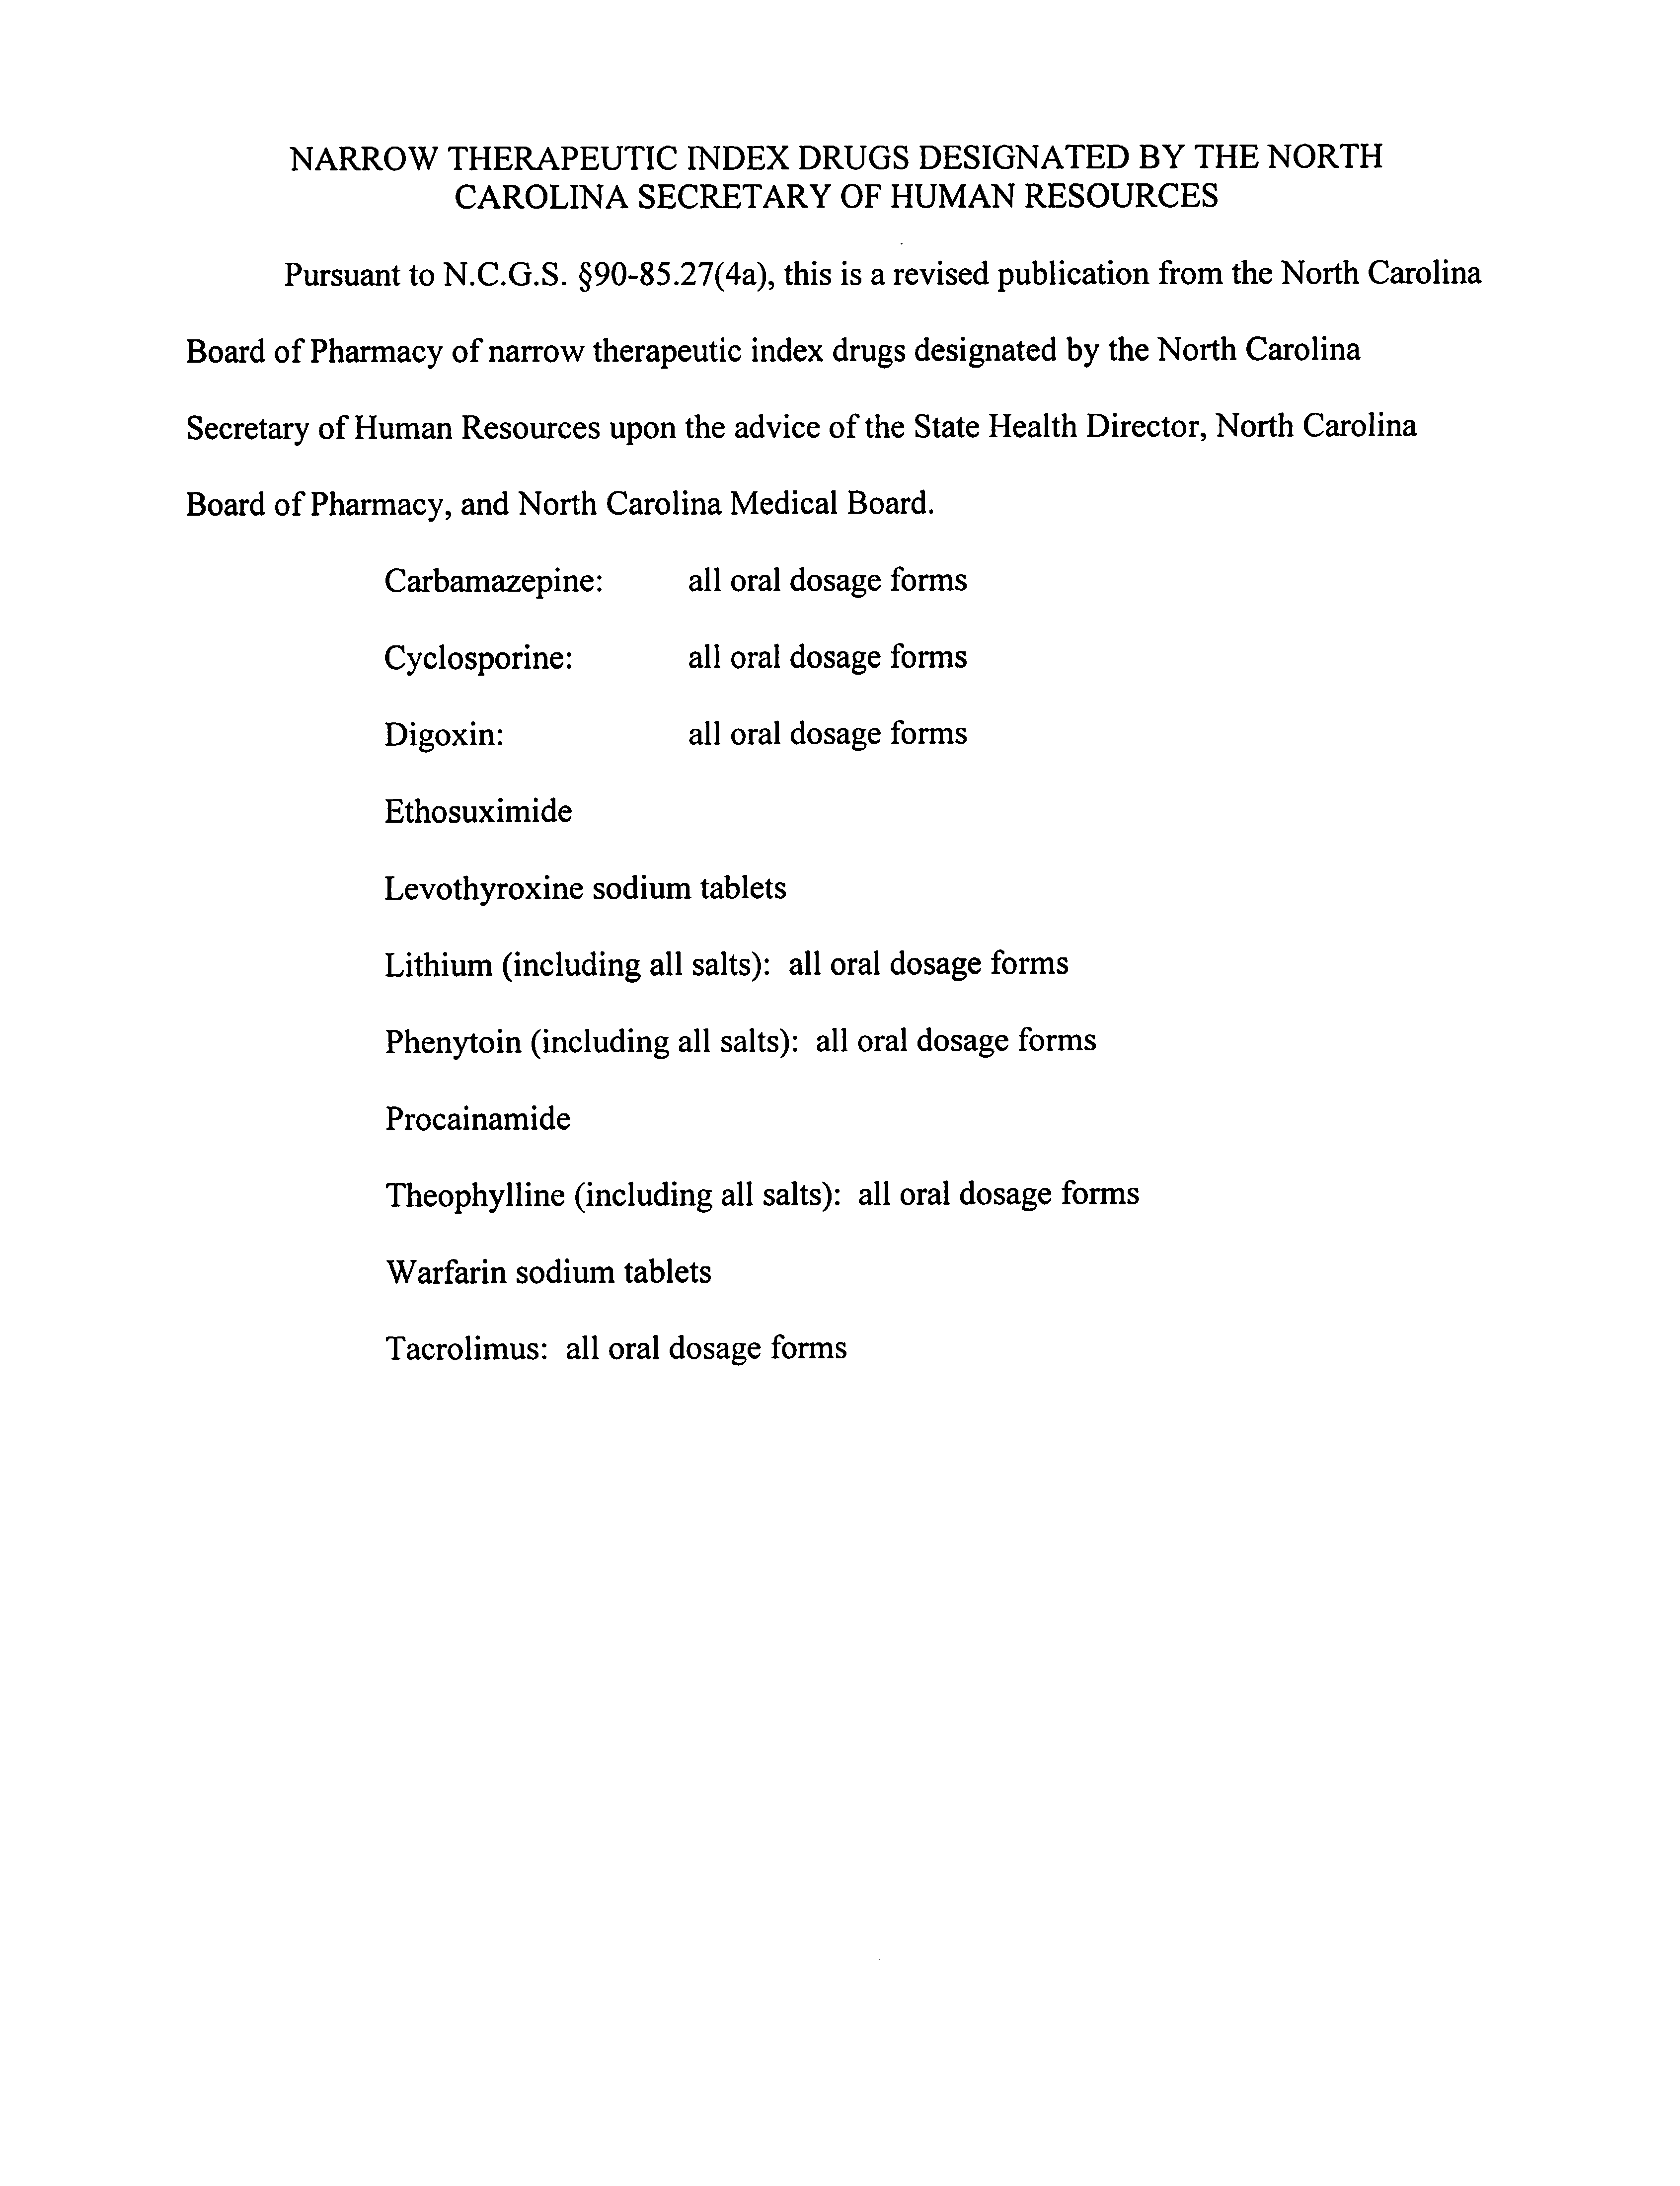 NARROW THERAPEUTIC INDEX DRUGS DESIGNATED BY THE NORTH
CAROLINA SECRETARY OF HUMAN RESOURCES
Pursuant to N.C.G.S. §90-85.27(4a), this is a revised publication from the North Carolina
Board of Pharmacy of narrow therapeutic index drugs designated by the North Carolina
Secretary of Human Resources upon the advice of the State Health Director, North Carolina
Board of Pharmacy, and North Carolina Medical Board.
Carbamazepine: all oral dosage forms
Cyclosporine: all oral dosage forms
Digoxin: all oral dosage forms
Ethosuximide
Levothyroxine sodium tablets
Lithium (including all salts): all oral dosage forms
Phenytoin (including all salts): all oral dosage forms
Procainamide
Theophylline (including all salts): all oral dosage forms
Warfarin sodium tablets
Tacrolimus: all oral dosage forms